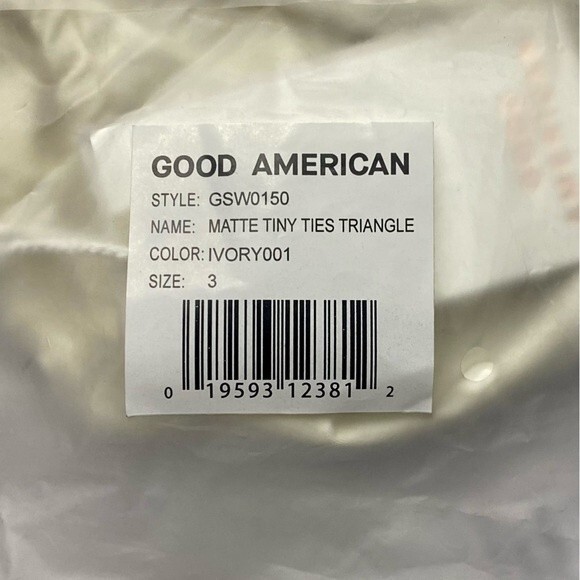 GOOD AMERICAN
STYLE: GSW0150
NAME: MATTE TINY TIES TRIANGLE
COLOR: IVORY001
SIZE: 3
0 19593 12381 2